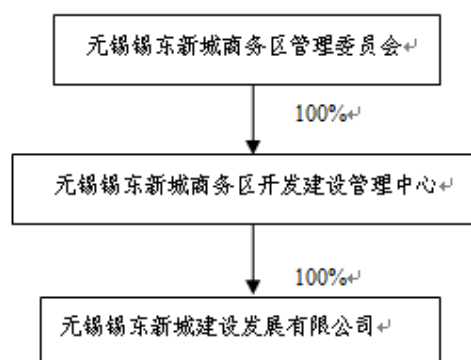 无锡锡东新城商务区管理委员会↵
100%↵
无锡锡东新城商务区开发建设管理中心↵
100%↵
无锡锡东新城建设发展有限公司↵